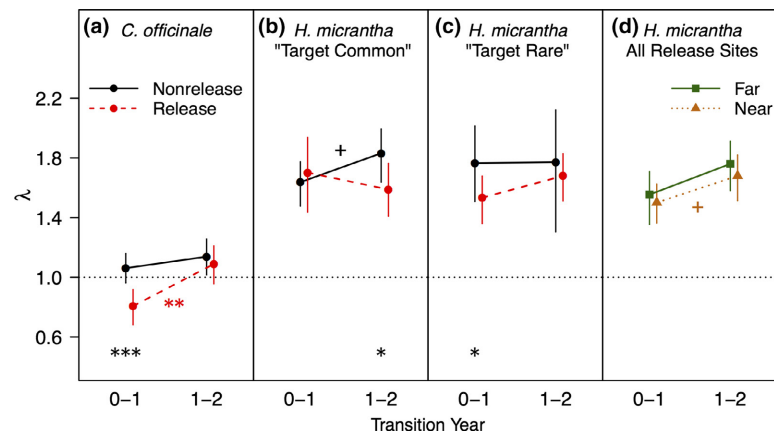 (a) C. officinale
(b) H. micrantha
"Target Common"
(c) H. micrantha
"Target Rare"
(d) H. micrantha
All Release Sites
Nonrelease
Release
Far
Near
λ
2.2
1.8
1.4
1.0
0.6
+
**
+
***
*
*
0–1 1–2 0–1 1–2 0–1 1–2 0–1 1–2
Transition Year